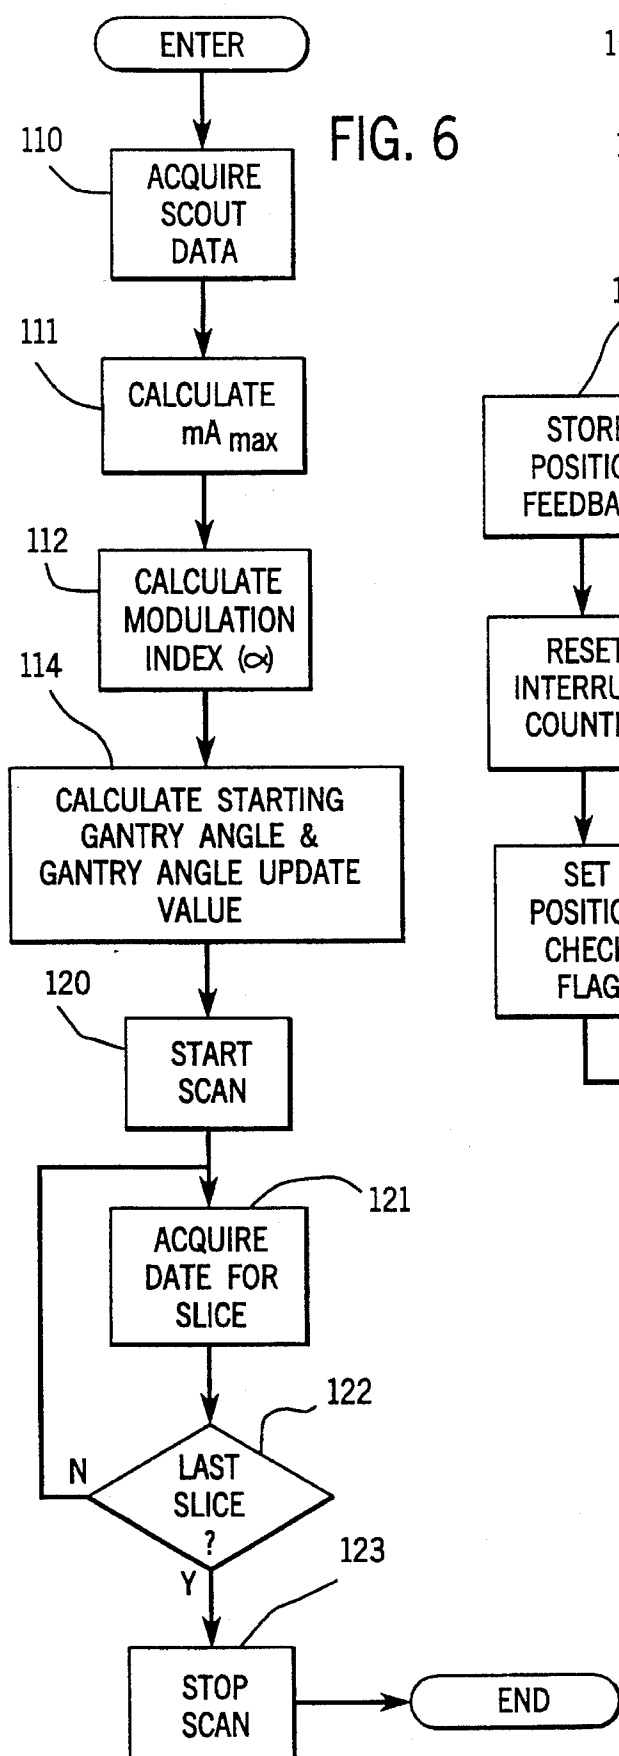 ENTER
FIG. 6
110
ACQUIRE
SCOUT
DATA
111
CALCULATE
mA max
112
CALCULATE
MODULATION
INDEX (α)
114
CALCULATE STARTING
GANTRY ANGLE &
GANTRY ANGLE UPDATE
VALUE
120
START
SCAN
121
ACQUIRE
DATE FOR
SLICE
122
LAST
SLICE
?
N
Y
123
STOP
SCAN
END
SET